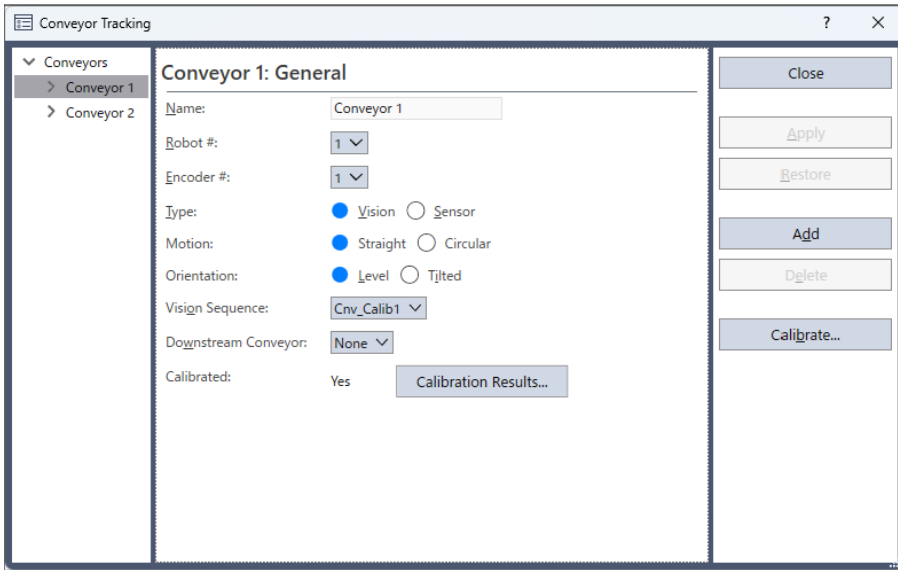 Conveyor Tracking
?
Conveyors
Conveyor 1
Conveyor 2
Conveyor 1: General
Name: Conveyor 1
Robot #: 1
Encoder #: 1
Type: Vision Sensor
Motion: Straight Circular
Orientation: Level Tilted
Vision Sequence: Cnv_Calib1
Downstream Conveyor: None
Calibrated: Yes Calibration Results...
Close
Apply
Restore
Add
Delete
Calibrate...